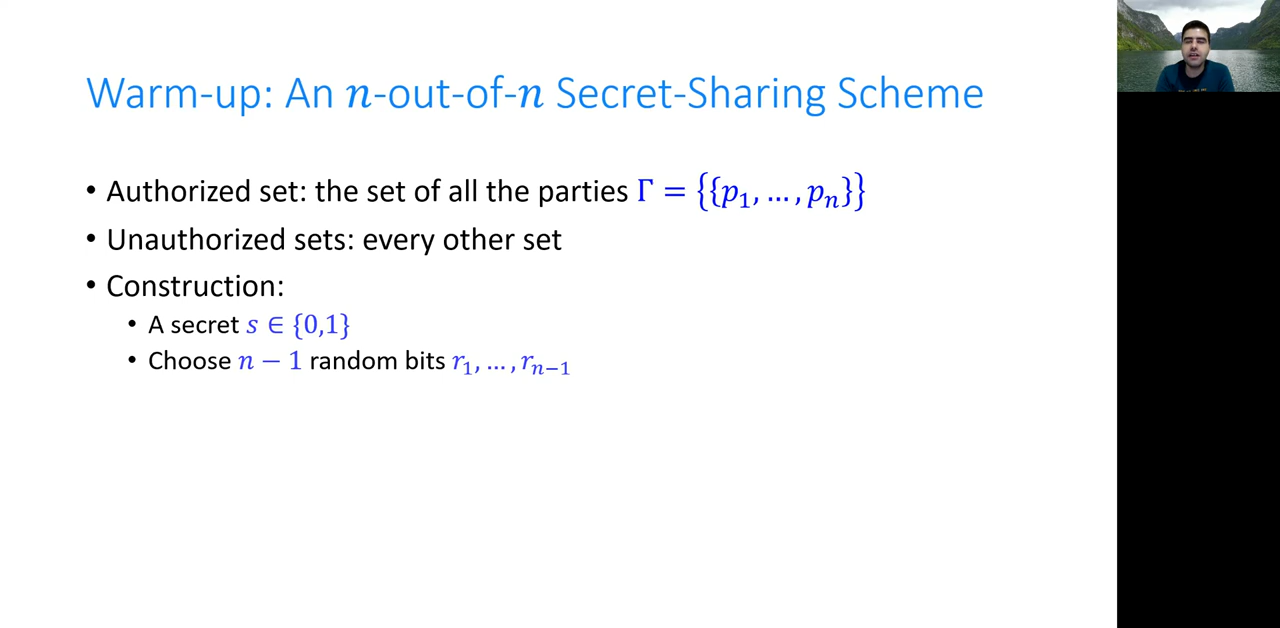 Warm-up: An n-out-of-n Secret-Sharing Scheme
• Authorized set: the set of all the parties Γ = {{p₁, … , pₙ}}
• Unauthorized sets: every other set
• Construction:
• A secret s ∈ {0,1}
• Choose n − 1 random bits r₁, … , rₙ₋₁